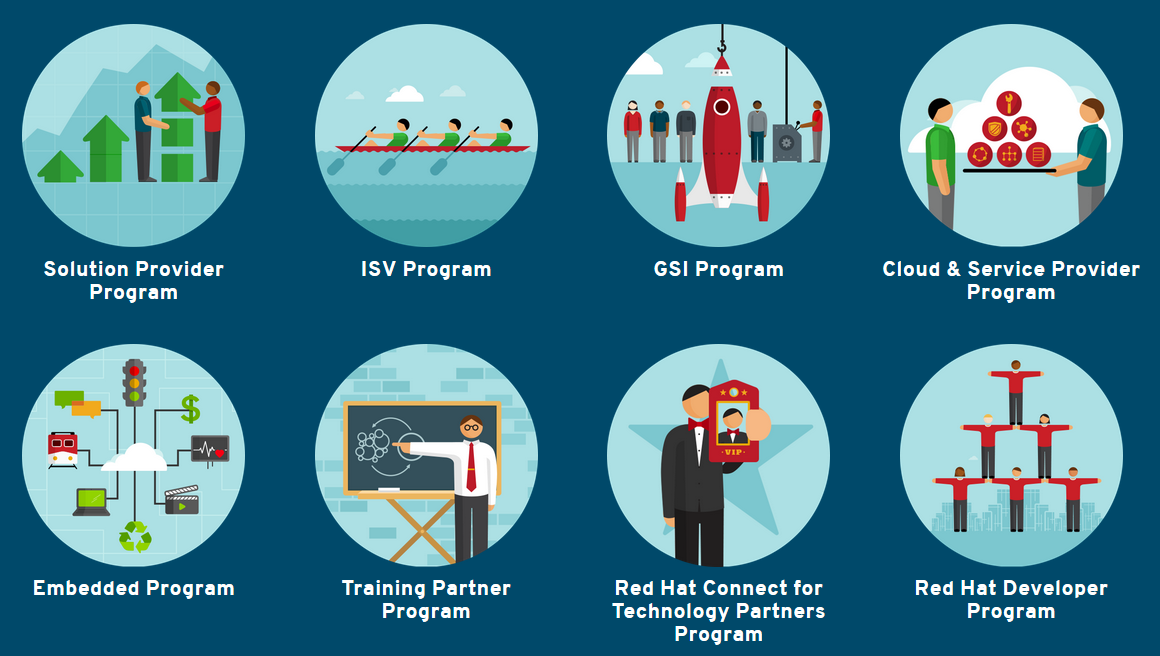 Solution Provider
Program
ISV Program
GSI Program
Cloud & Service Provider
Program
Embedded Program
Training Partner
Program
VIP
Red Hat Connect for
Technology Partners
Program
Red Hat Developer
Program